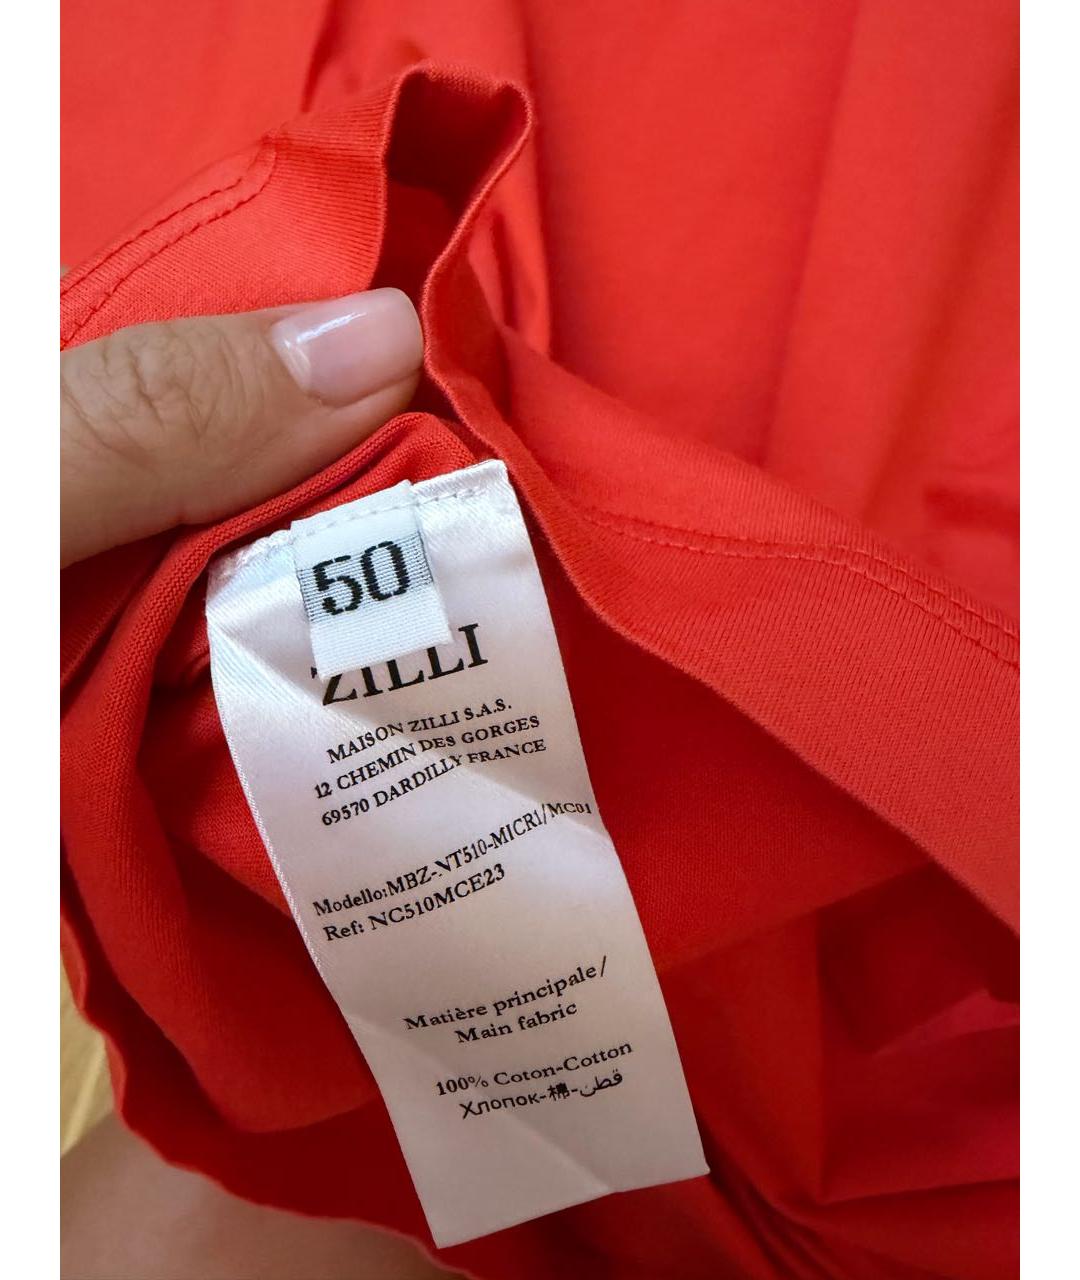 50
ZILLI
MAISON ZILLI S.A.S.
12 CHEMIN DES GORGES
69570 DARDILLY FRANCE
Modello:MBZ-NT510-MICR1/MC01
Ref: NC510MCE23
Matière principale/
Main fabric
100% Coton-Cotton
Хлопок-棉-قطن